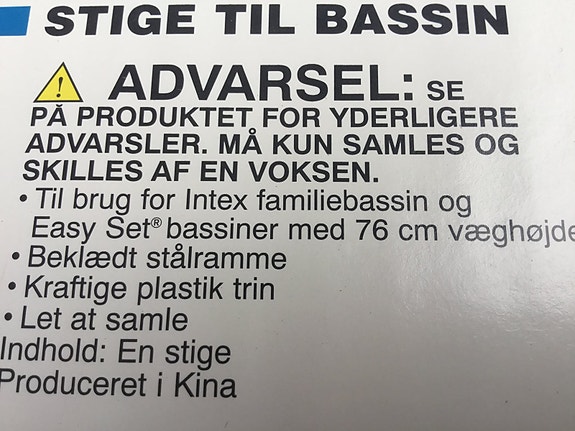 STIGE TIL BASSIN
ADVARSEL: SE
PÅ PRODUKTET FOR YDERLIGERE
ADVARSLER. MÅ KUN SAMLES OG
SKILLES AF EN VOKSEN.
• Til brug for Intex familiebassin og
Easy Set® bassiner med 76 cm væghøjde
• Beklædt stålramme
• Kraftige plastik trin
• Let at samle
Indhold: En stige
Produceret i Kina